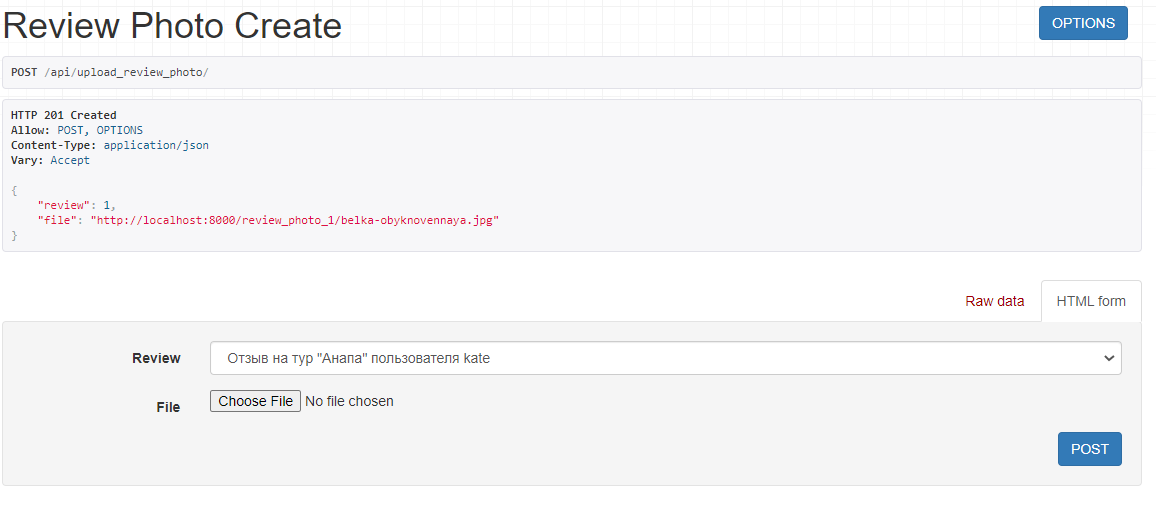 Review Photo Create
OPTIONS
POST /api/upload_review_photo/
HTTP 201 Created
Allow: POST, OPTIONS
Content-Type: application/json
Vary: Accept
{
"review": 1,
"file": "http://localhost:8000/review_photo_1/belka-obyknovennaya.jpg"
}
Raw data
HTML form
Review
Отзыв на тур "Анапа" пользователя kate
File
Choose File No file chosen
POST